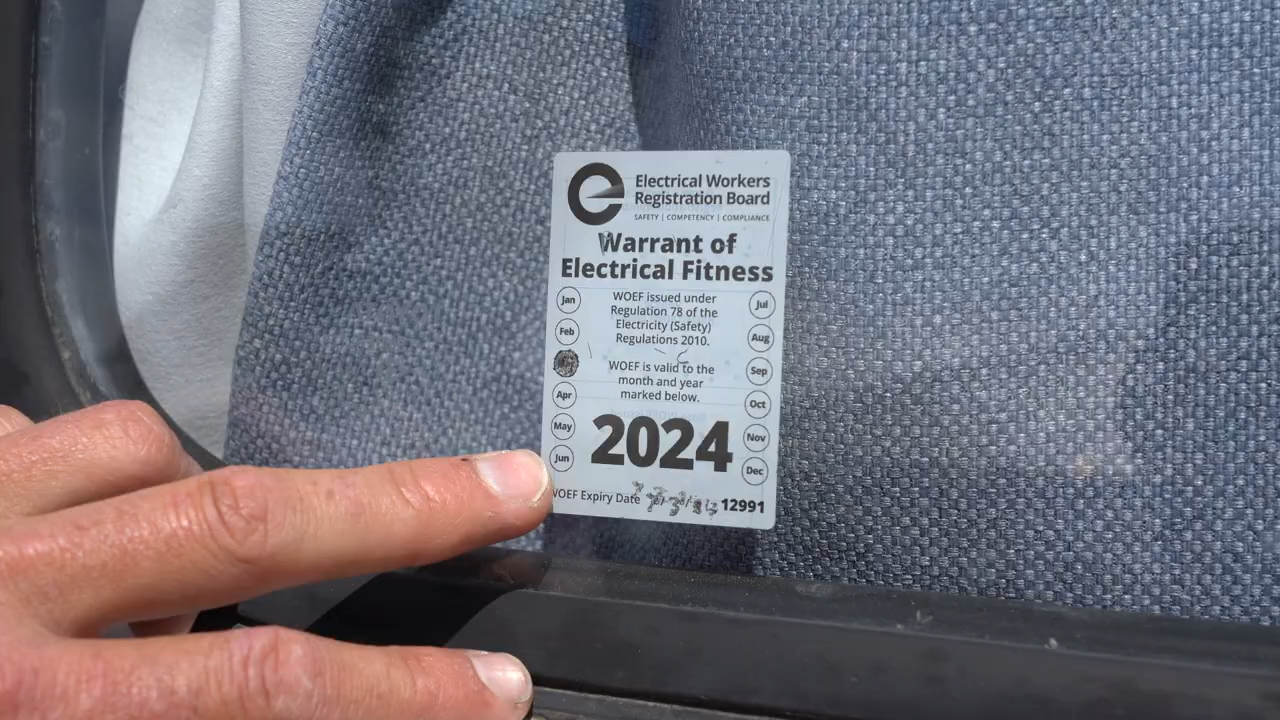 Electrical Workers
Registration Board
SAFETY | COMPETENCY | COMPLIANCE
Warrant of
Electrical Fitness
Jan
Feb
Apr
May
Jun
WOEF issued under
Regulation 78 of the
Electricity (Safety)
Regulations 2010.
WOEF is valid to the
month and year
marked below.
2024
Jul
Aug
Sep
Oct
Nov
Dec
WOEF Expiry Date 12991